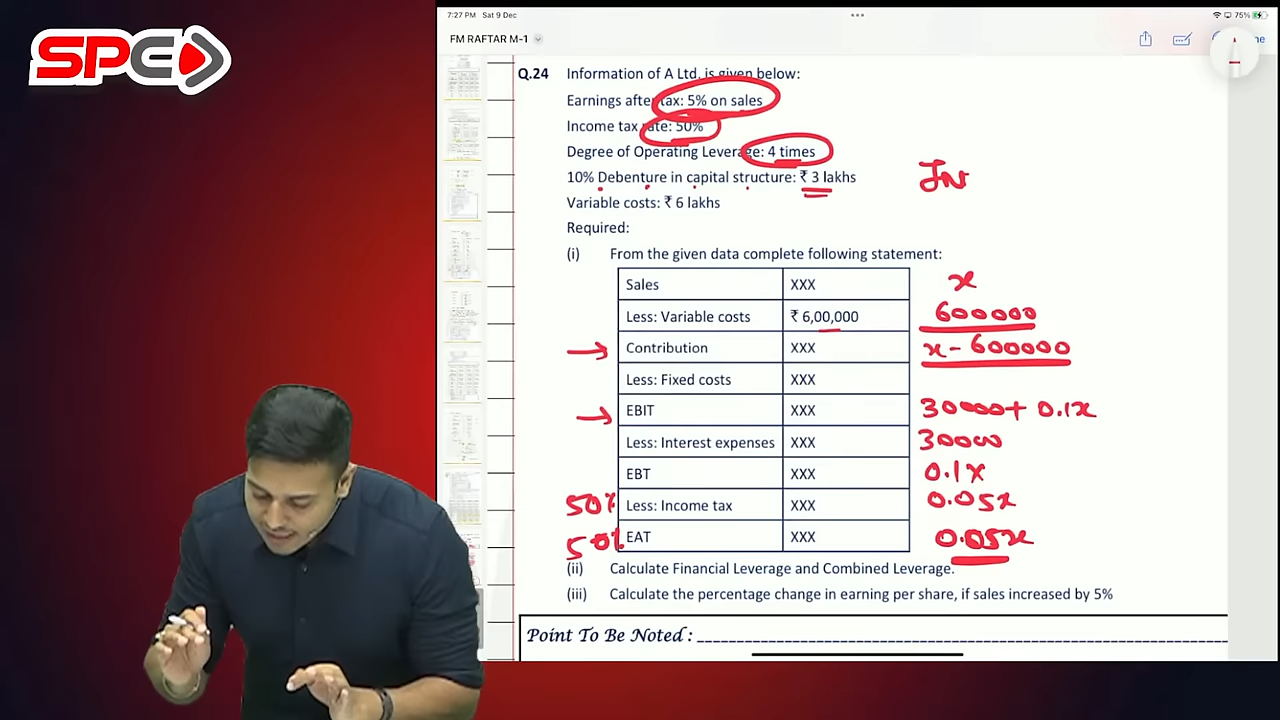 SPC
7:27 PM Sat 9 Dec
75%
FM RAFTAR M-1
Q.24 Information of A Ltd. is given below:
Earnings after tax: 5% on sales
Income tax rate: 50%
Degree of Operating Leverage: 4 times
10% Debenture in capital structure: ₹ 3 lakhs
Int
Variable costs: ₹ 6 lakhs
Required:
(i) From the given data complete following statement:
Sales XXX x
Less: Variable costs ₹ 6,00,000 600000
Contribution XXX x - 600000
Less: Fixed costs XXX
EBIT XXX 30000 + 0.1x
Less: Interest expenses XXX 30000
EBT XXX 0.1x
50% Less: Income tax XXX 0.05x
50% EAT XXX 0.05x
(ii) Calculate Financial Leverage and Combined Leverage.
(iii) Calculate the percentage change in earning per share, if sales increased by 5%
Point To Be Noted :